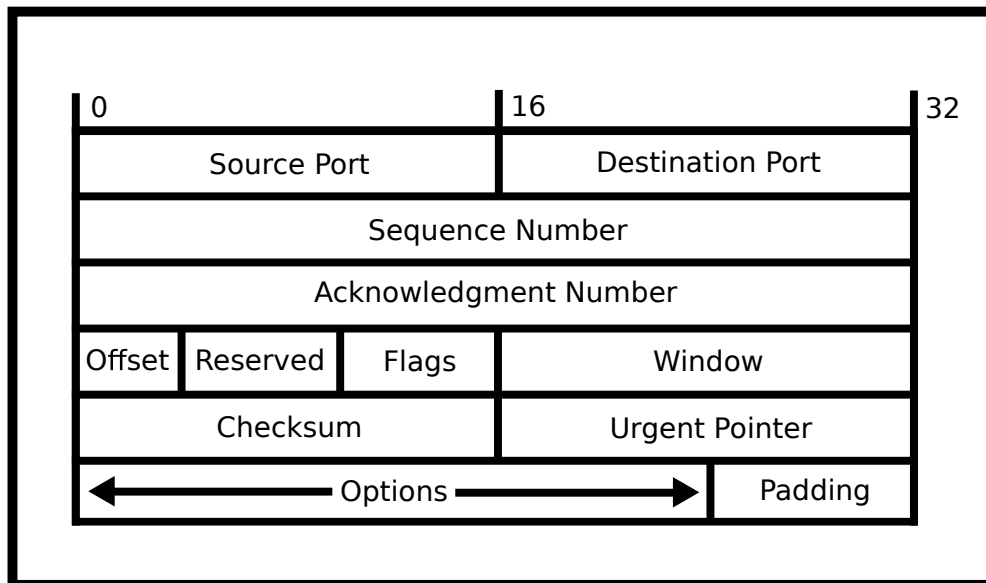 0 16 32
Source Port Destination Port
Sequence Number
Acknowledgment Number
Offset Reserved Flags Window
Checksum Urgent Pointer
Options Padding